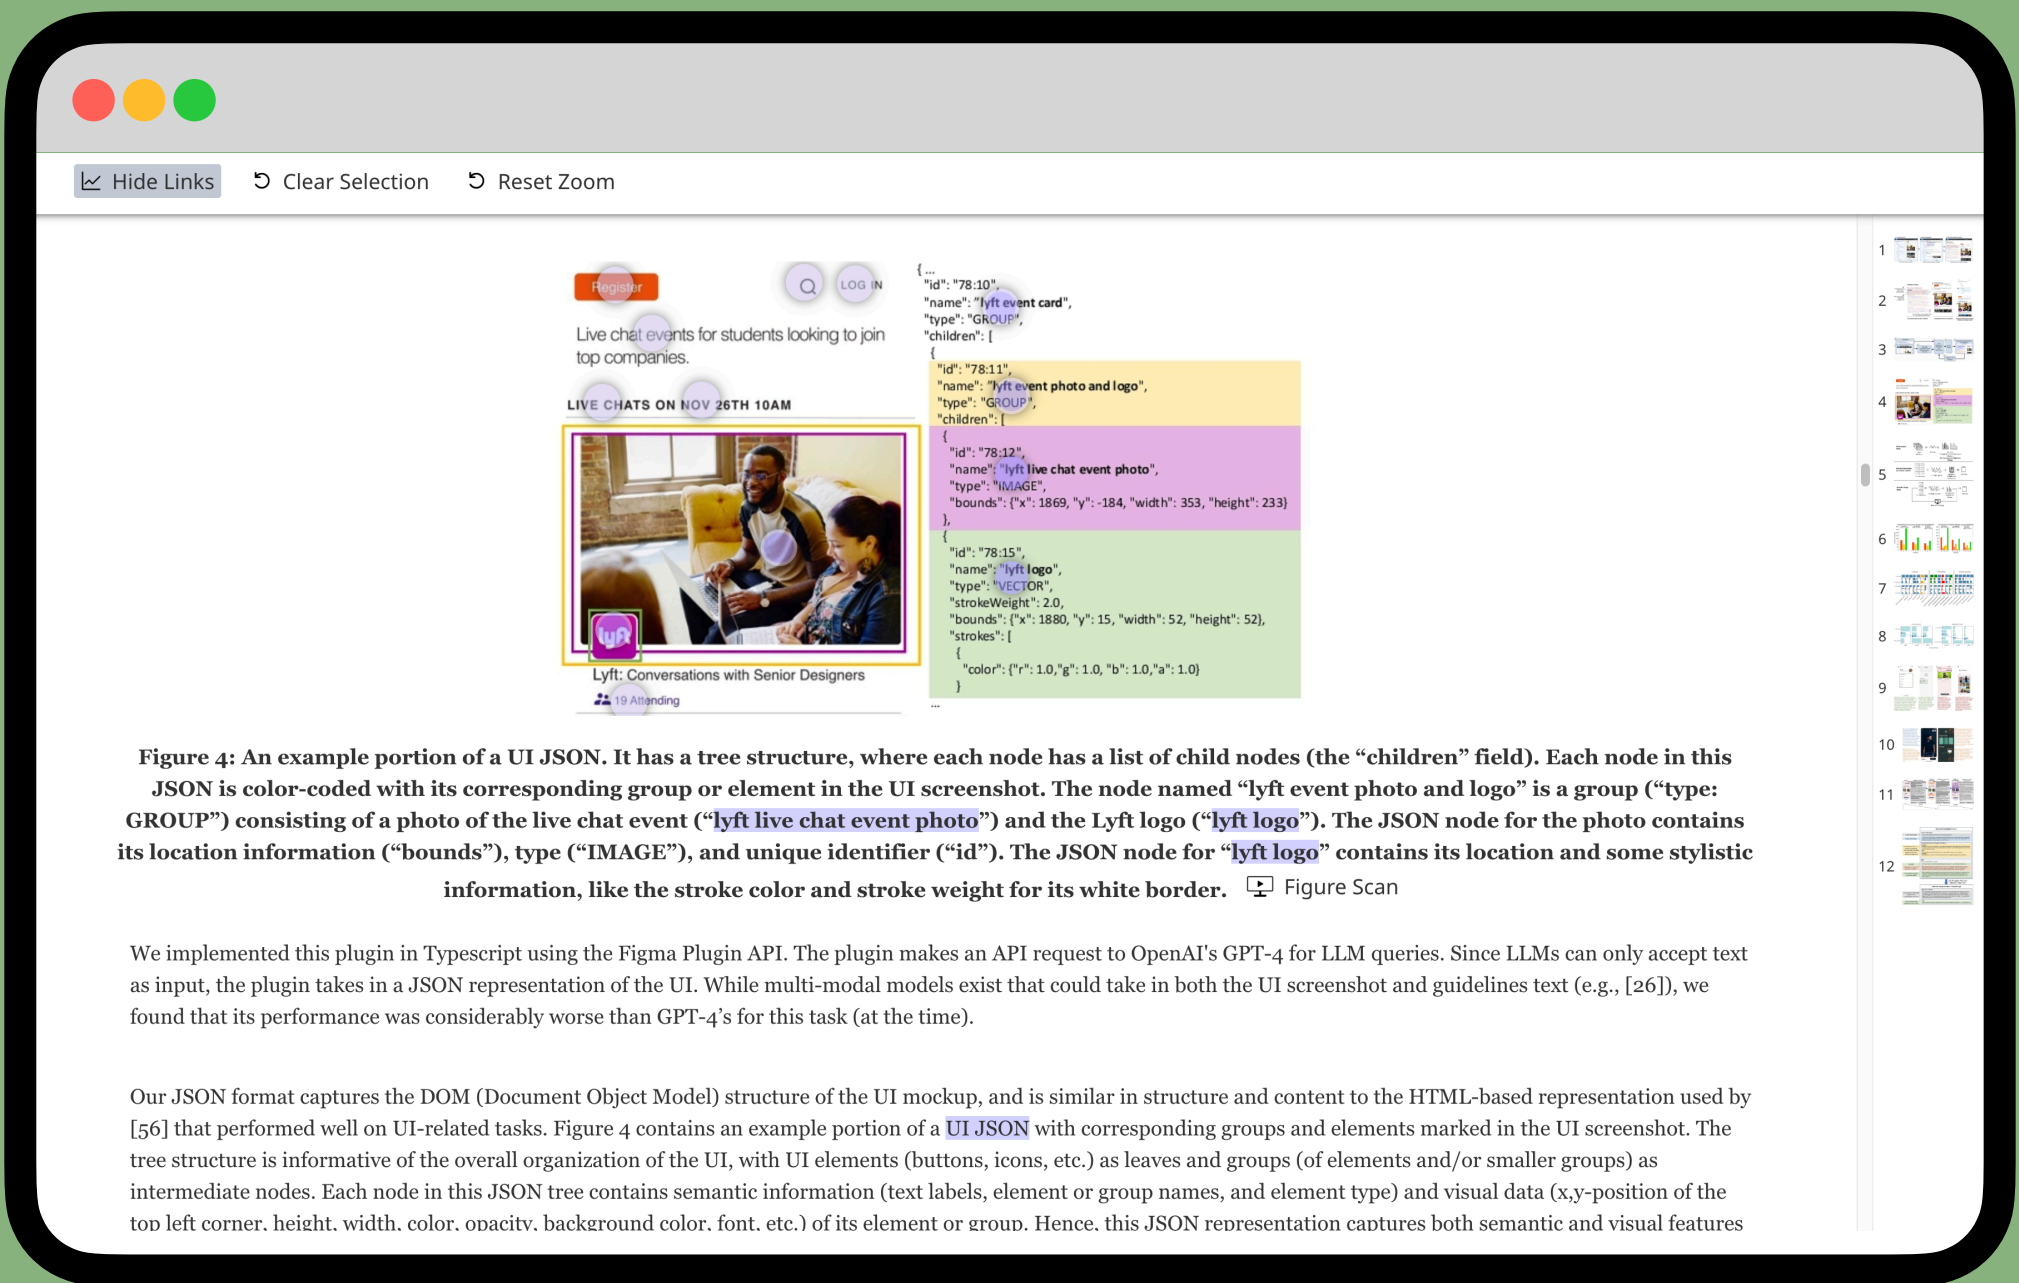 Hide Links
Clear Selection
Reset Zoom
Register
LOG IN
Live chat events for students looking to join
top companies.
LIVE CHATS ON NOV 26TH 10AM
lyft
Lyft: Conversations with Senior Designers
19 Attending
{ ...
"id": "78:10",
"name": "lyft event card",
"type": "GROUP",
"children": [
{
"id": "78:11",
"name": "lyft event photo and logo",
"type": "GROUP",
"children": [
{
"id": "78:12",
"name": "lyft live chat event photo",
"type": "IMAGE",
"bounds": {"x": 1869, "y": -184, "width": 353, "height": 233}
},
{
"id": "78:15",
"name": "lyft logo",
"type": "VECTOR",
"strokeWeight": 2.0,
"bounds": {"x": 1880, "y": 15, "width": 52, "height": 52},
"strokes": [
{
"color": {"r": 1.0,"g": 1.0, "b": 1.0,"a": 1.0}
}
...
Figure 4: An example portion of a UI JSON. It has a tree structure, where each node has a list of child nodes (the “children” field). Each node in this
JSON is color-coded with its corresponding group or element in the UI screenshot. The node named “lyft event photo and logo” is a group (“type:
GROUP”) consisting of a photo of the live chat event (“lyft live chat event photo”) and the Lyft logo (“lyft logo”). The JSON node for the photo contains
its location information (“bounds”), type (“IMAGE”), and unique identifier (“id”). The JSON node for “lyft logo” contains its location and some stylistic
information, like the stroke color and stroke weight for its white border. Figure Scan
We implemented this plugin in Typescript using the Figma Plugin API. The plugin makes an API request to OpenAI's GPT-4 for LLM queries. Since LLMs can only accept text
as input, the plugin takes in a JSON representation of the UI. While multi-modal models exist that could take in both the UI screenshot and guidelines text (e.g., [26]), we
found that its performance was considerably worse than GPT-4’s for this task (at the time).
Our JSON format captures the DOM (Document Object Model) structure of the UI mockup, and is similar in structure and content to the HTML-based representation used by
[56] that performed well on UI-related tasks. Figure 4 contains an example portion of a UI JSON with corresponding groups and elements marked in the UI screenshot. The
tree structure is informative of the overall organization of the UI, with UI elements (buttons, icons, etc.) as leaves and groups (of elements and/or smaller groups) as
intermediate nodes. Each node in this JSON tree contains semantic information (text labels, element or group names, and element type) and visual data (x,y-position of the
top left corner, height, width, color, opacity, background color, font, etc.) of its element or group. Hence, this JSON representation captures both semantic and visual features
1
2
3
4
5
6
7
8
9
10
11
12